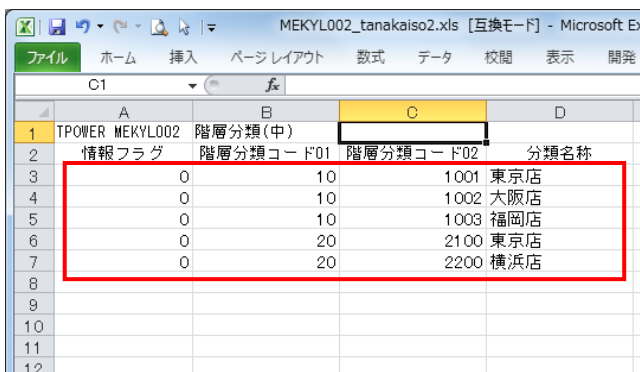 MEKYL002_tanakaiso2.xls [互換モード] - Microsoft Ex
ファイル ホーム 挿入 ページ レイアウト 数式 データ 校閲 表示 開発
C1 fx
A B C D
1 TPOWER MEKYL002 階層分類(中)
2 情報フラグ 階層分類コード01 階層分類コード02 分類名称
3 0 10 1001 東京店
4 0 10 1002 大阪店
5 0 10 1003 福岡店
6 0 20 2100 東京店
7 0 20 2200 横浜店
8
9
10
11
12